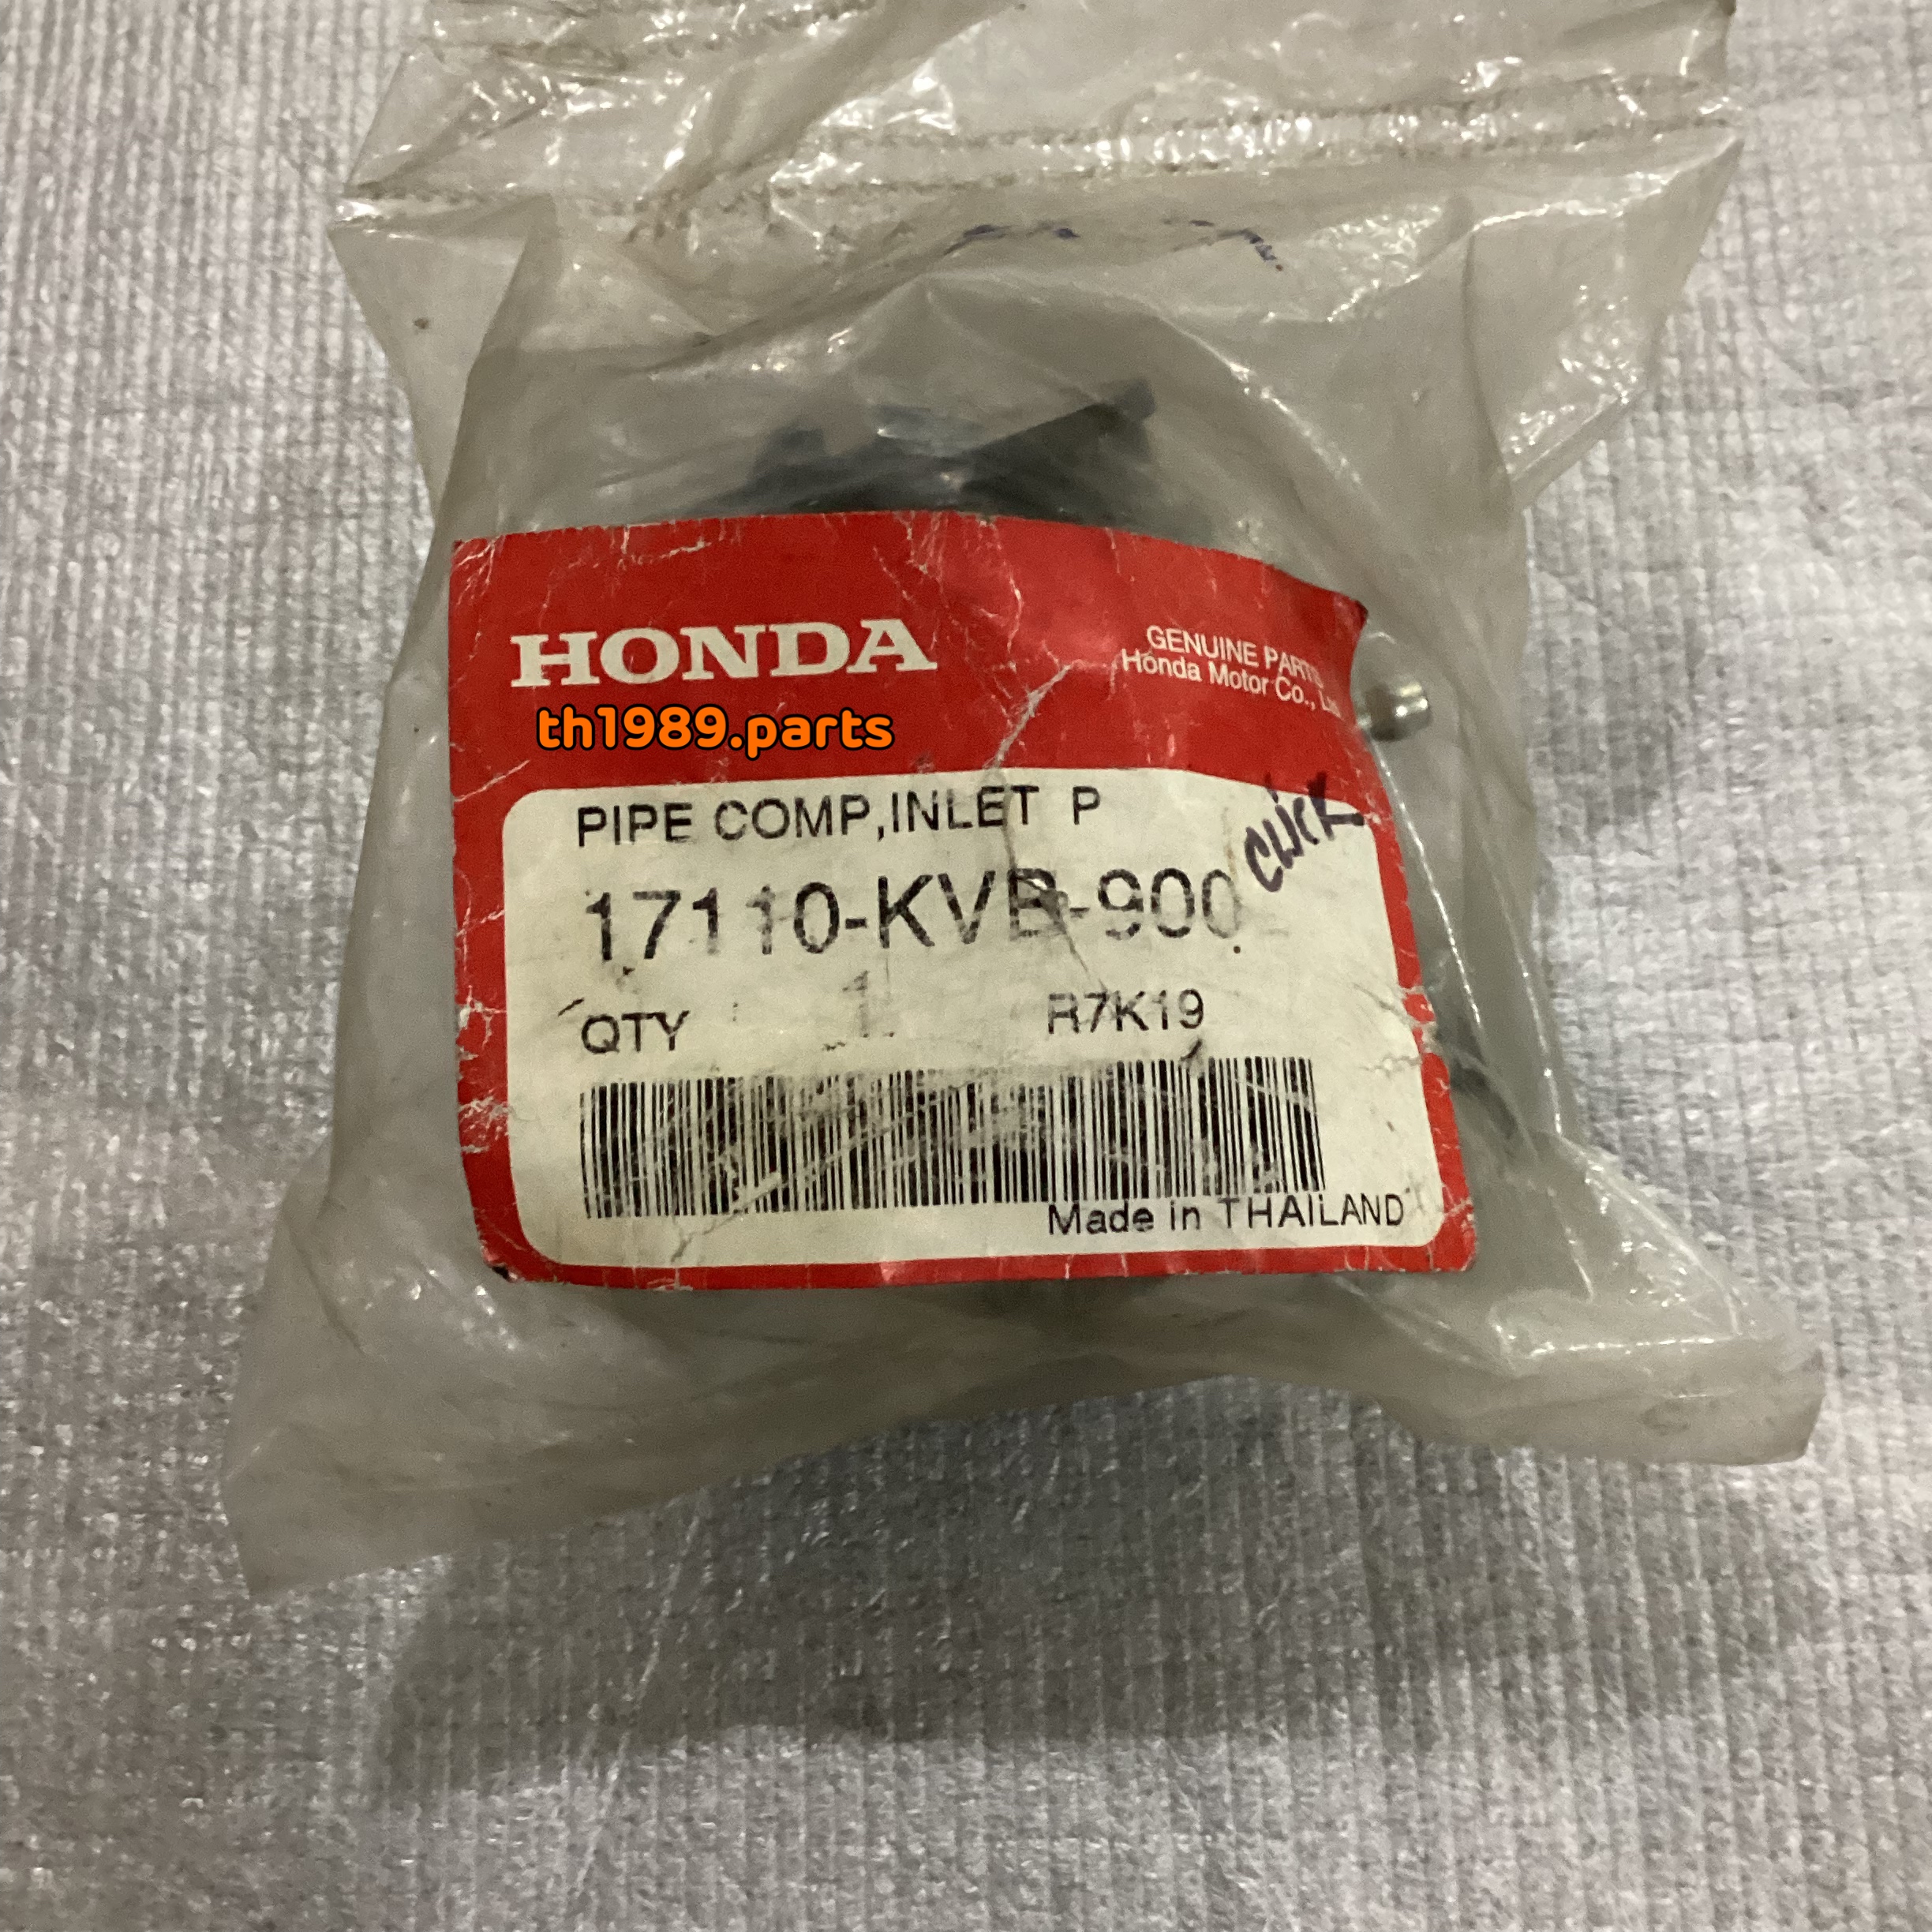 HONDA
GENUINE PARTS
Honda Motor Co., Ltd.
th1989.parts
PIPE COMP,INLET P
CLICK
17110-KVB-900
QTY 1 R7K19
Made in THAILAND